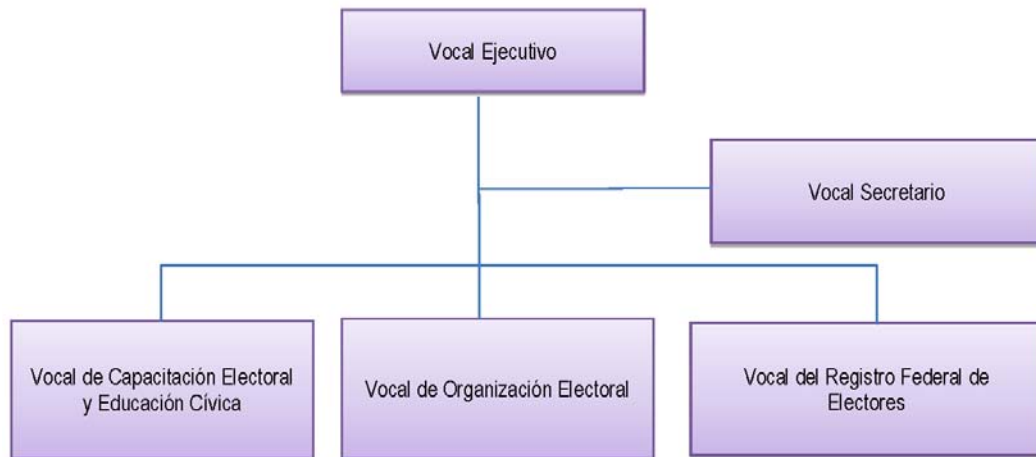 Vocal Ejecutivo
Vocal Secretario
Vocal de Capacitación Electoral
y Educación Cívica
Vocal de Organización Electoral
Vocal del Registro Federal de
Electores